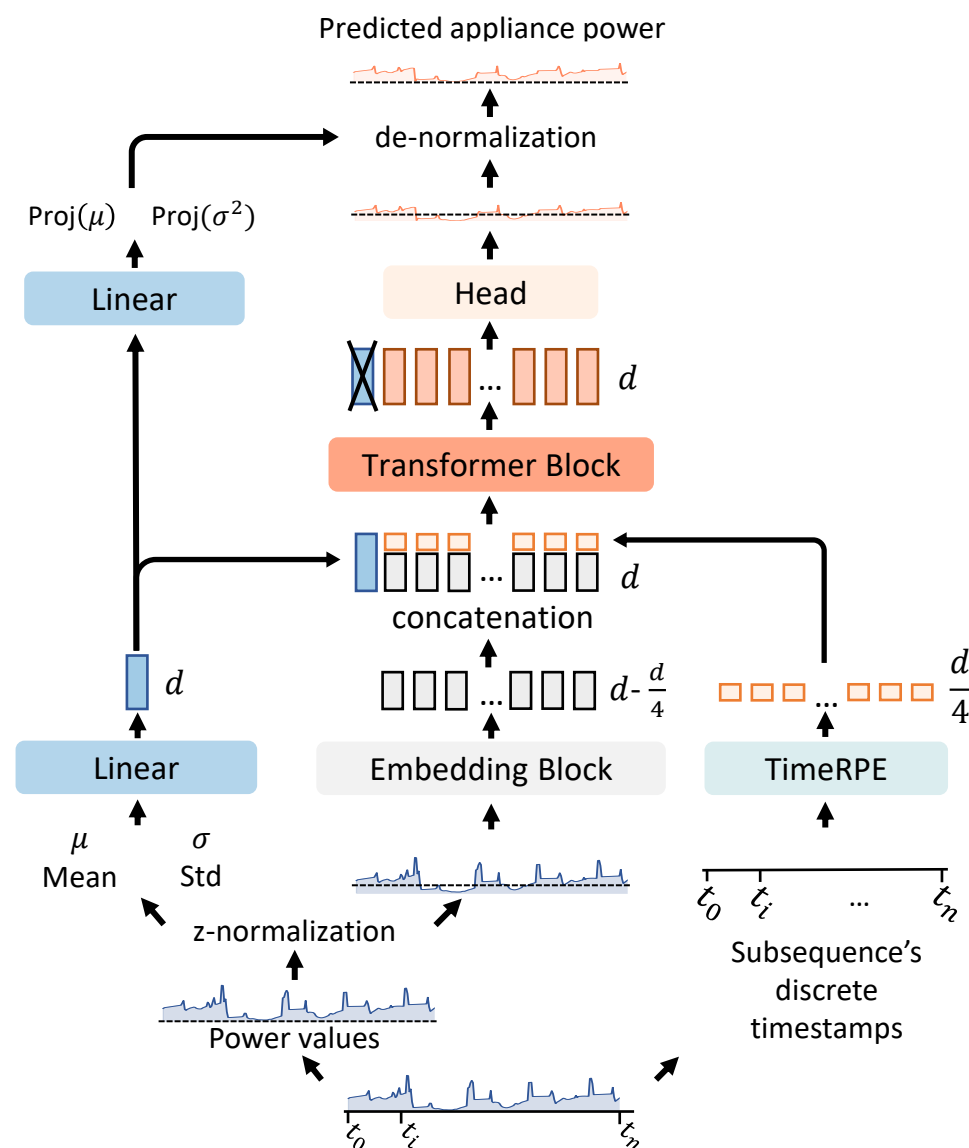 Predicted appliance power
de-normalization
Proj(μ) Proj(σ²)
Linear
Head
... d
Transformer Block
... d
concatenation
d
... d - d/4
... d/4
Linear
Embedding Block
TimeRPE
μ σ
Mean Std
t₀ tᵢ ... tₙ
z-normalization
Subsequence's
discrete
timestamps
Power values
t₀ tᵢ tₙ